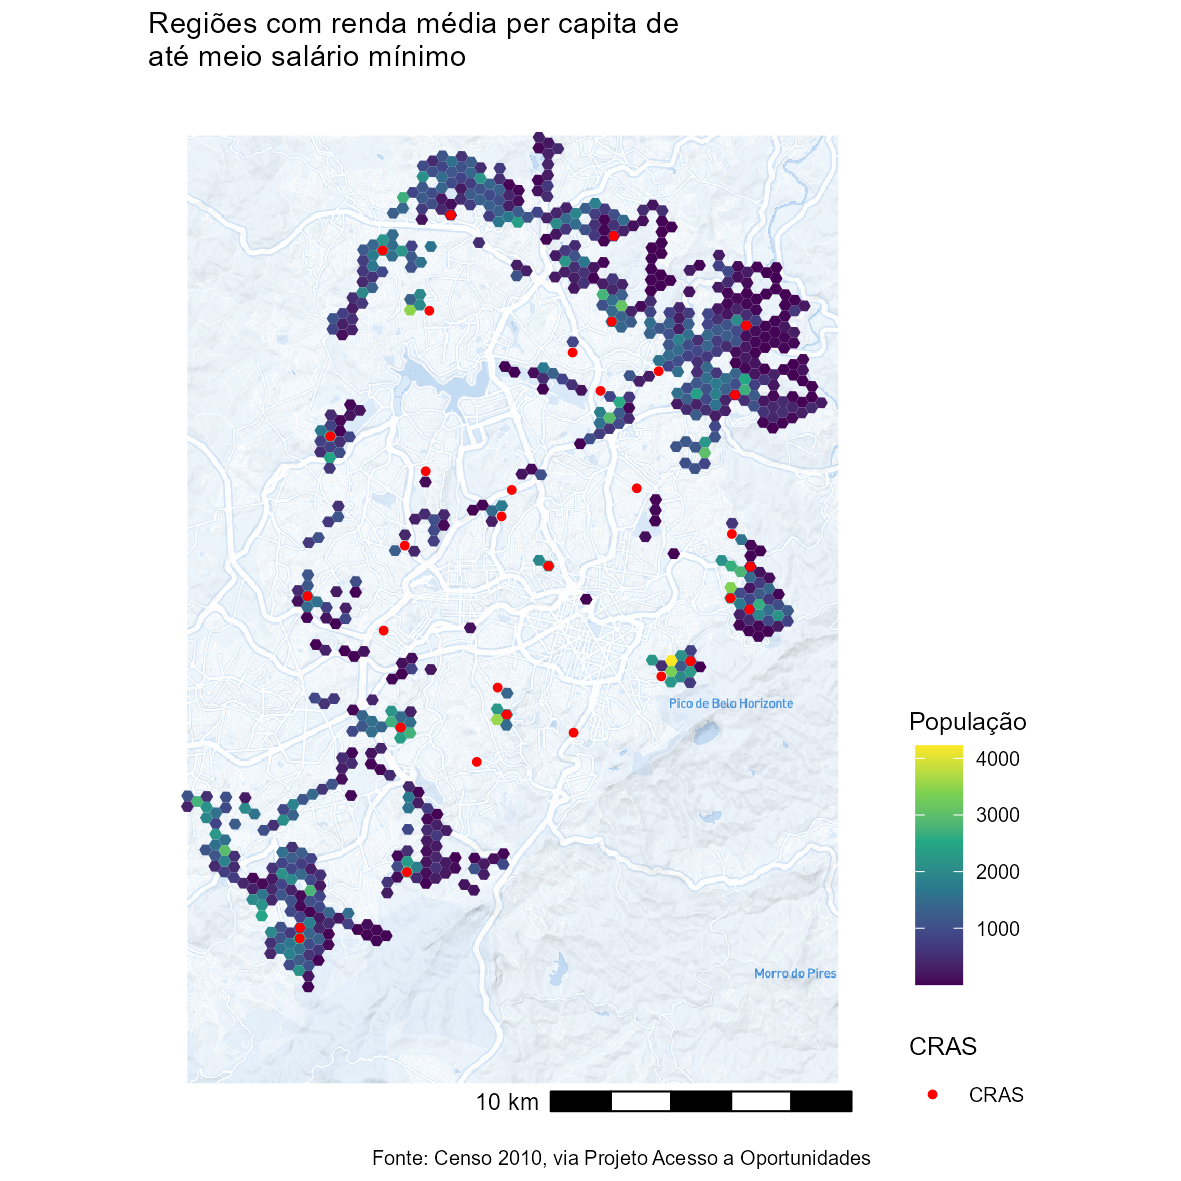 Regiões com renda média per capita de
até meio salário mínimo
Pico de Belo Horizonte
Morro do Pires
População
4000
3000
2000
1000
CRAS
CRAS
10 km
Fonte: Censo 2010, via Projeto Acesso a Oportunidades